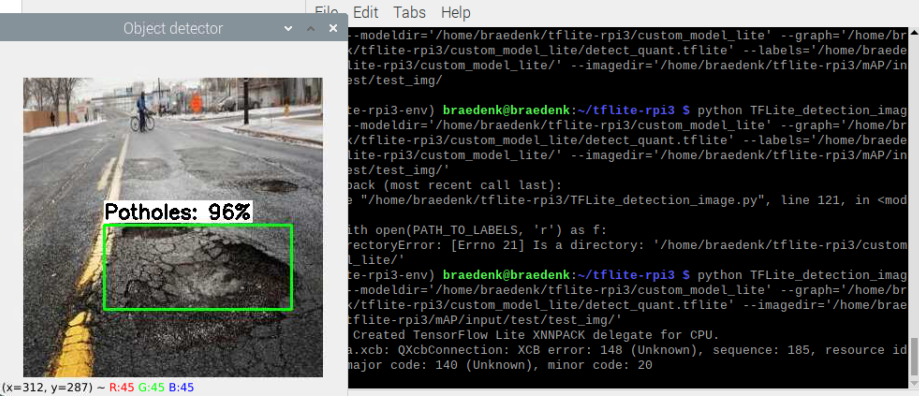 Object detector
Potholes: 96%
(x=312, y=287) ~ R:45 G:45 B:45
File Edit Tabs Help
--modeldir='/home/braedenk/tflite-rpi3/custom_model_lite' --graph='/home/br
k/tflite-rpi3/custom_model_lite/detect_quant.tflite' --labels='/home/braede
lite-rpi3/custom_model_lite/' --imagedir='/home/braedenk/tflite-rpi3/mAP/in
est/test_img/
te-rpi3-env) braedenk@braedenk:~/tflite-rpi3 $ python TFLite_detection_imag
--modeldir='/home/braedenk/tflite-rpi3/custom_model_lite' --graph='/home/br
k/tflite-rpi3/custom_model_lite/detect_quant.tflite' --labels='/home/braede
lite-rpi3/custom_model_lite/' --imagedir='/home/braedenk/tflite-rpi3/mAP/in
est/test_img/'
back (most recent call last):
e "/home/braedenk/tflite-rpi3/TFLite_detection_image.py", line 121, in <mod
ith open(PATH_TO_LABELS, 'r') as f:
rectoryError: [Errno 21] Is a directory: '/home/braedenk/tflite-rpi3/custom
l_lite/'
te-rpi3-env) braedenk@braedenk:~/tflite-rpi3 $ python TFLite_detection_imag
--modeldir='/home/braedenk/tflite-rpi3/custom_model_lite' --graph='/home/br
k/tflite-rpi3/custom_model_lite/detect_quant.tflite' --imagedir='/home/brae
tflite-rpi3/mAP/input/test/test_img/'
Created TensorFlow Lite XNNPACK delegate for CPU.
a.xcb: QXcbConnection: XCB error: 148 (Unknown), sequence: 185, resource id
major code: 140 (Unknown), minor code: 20